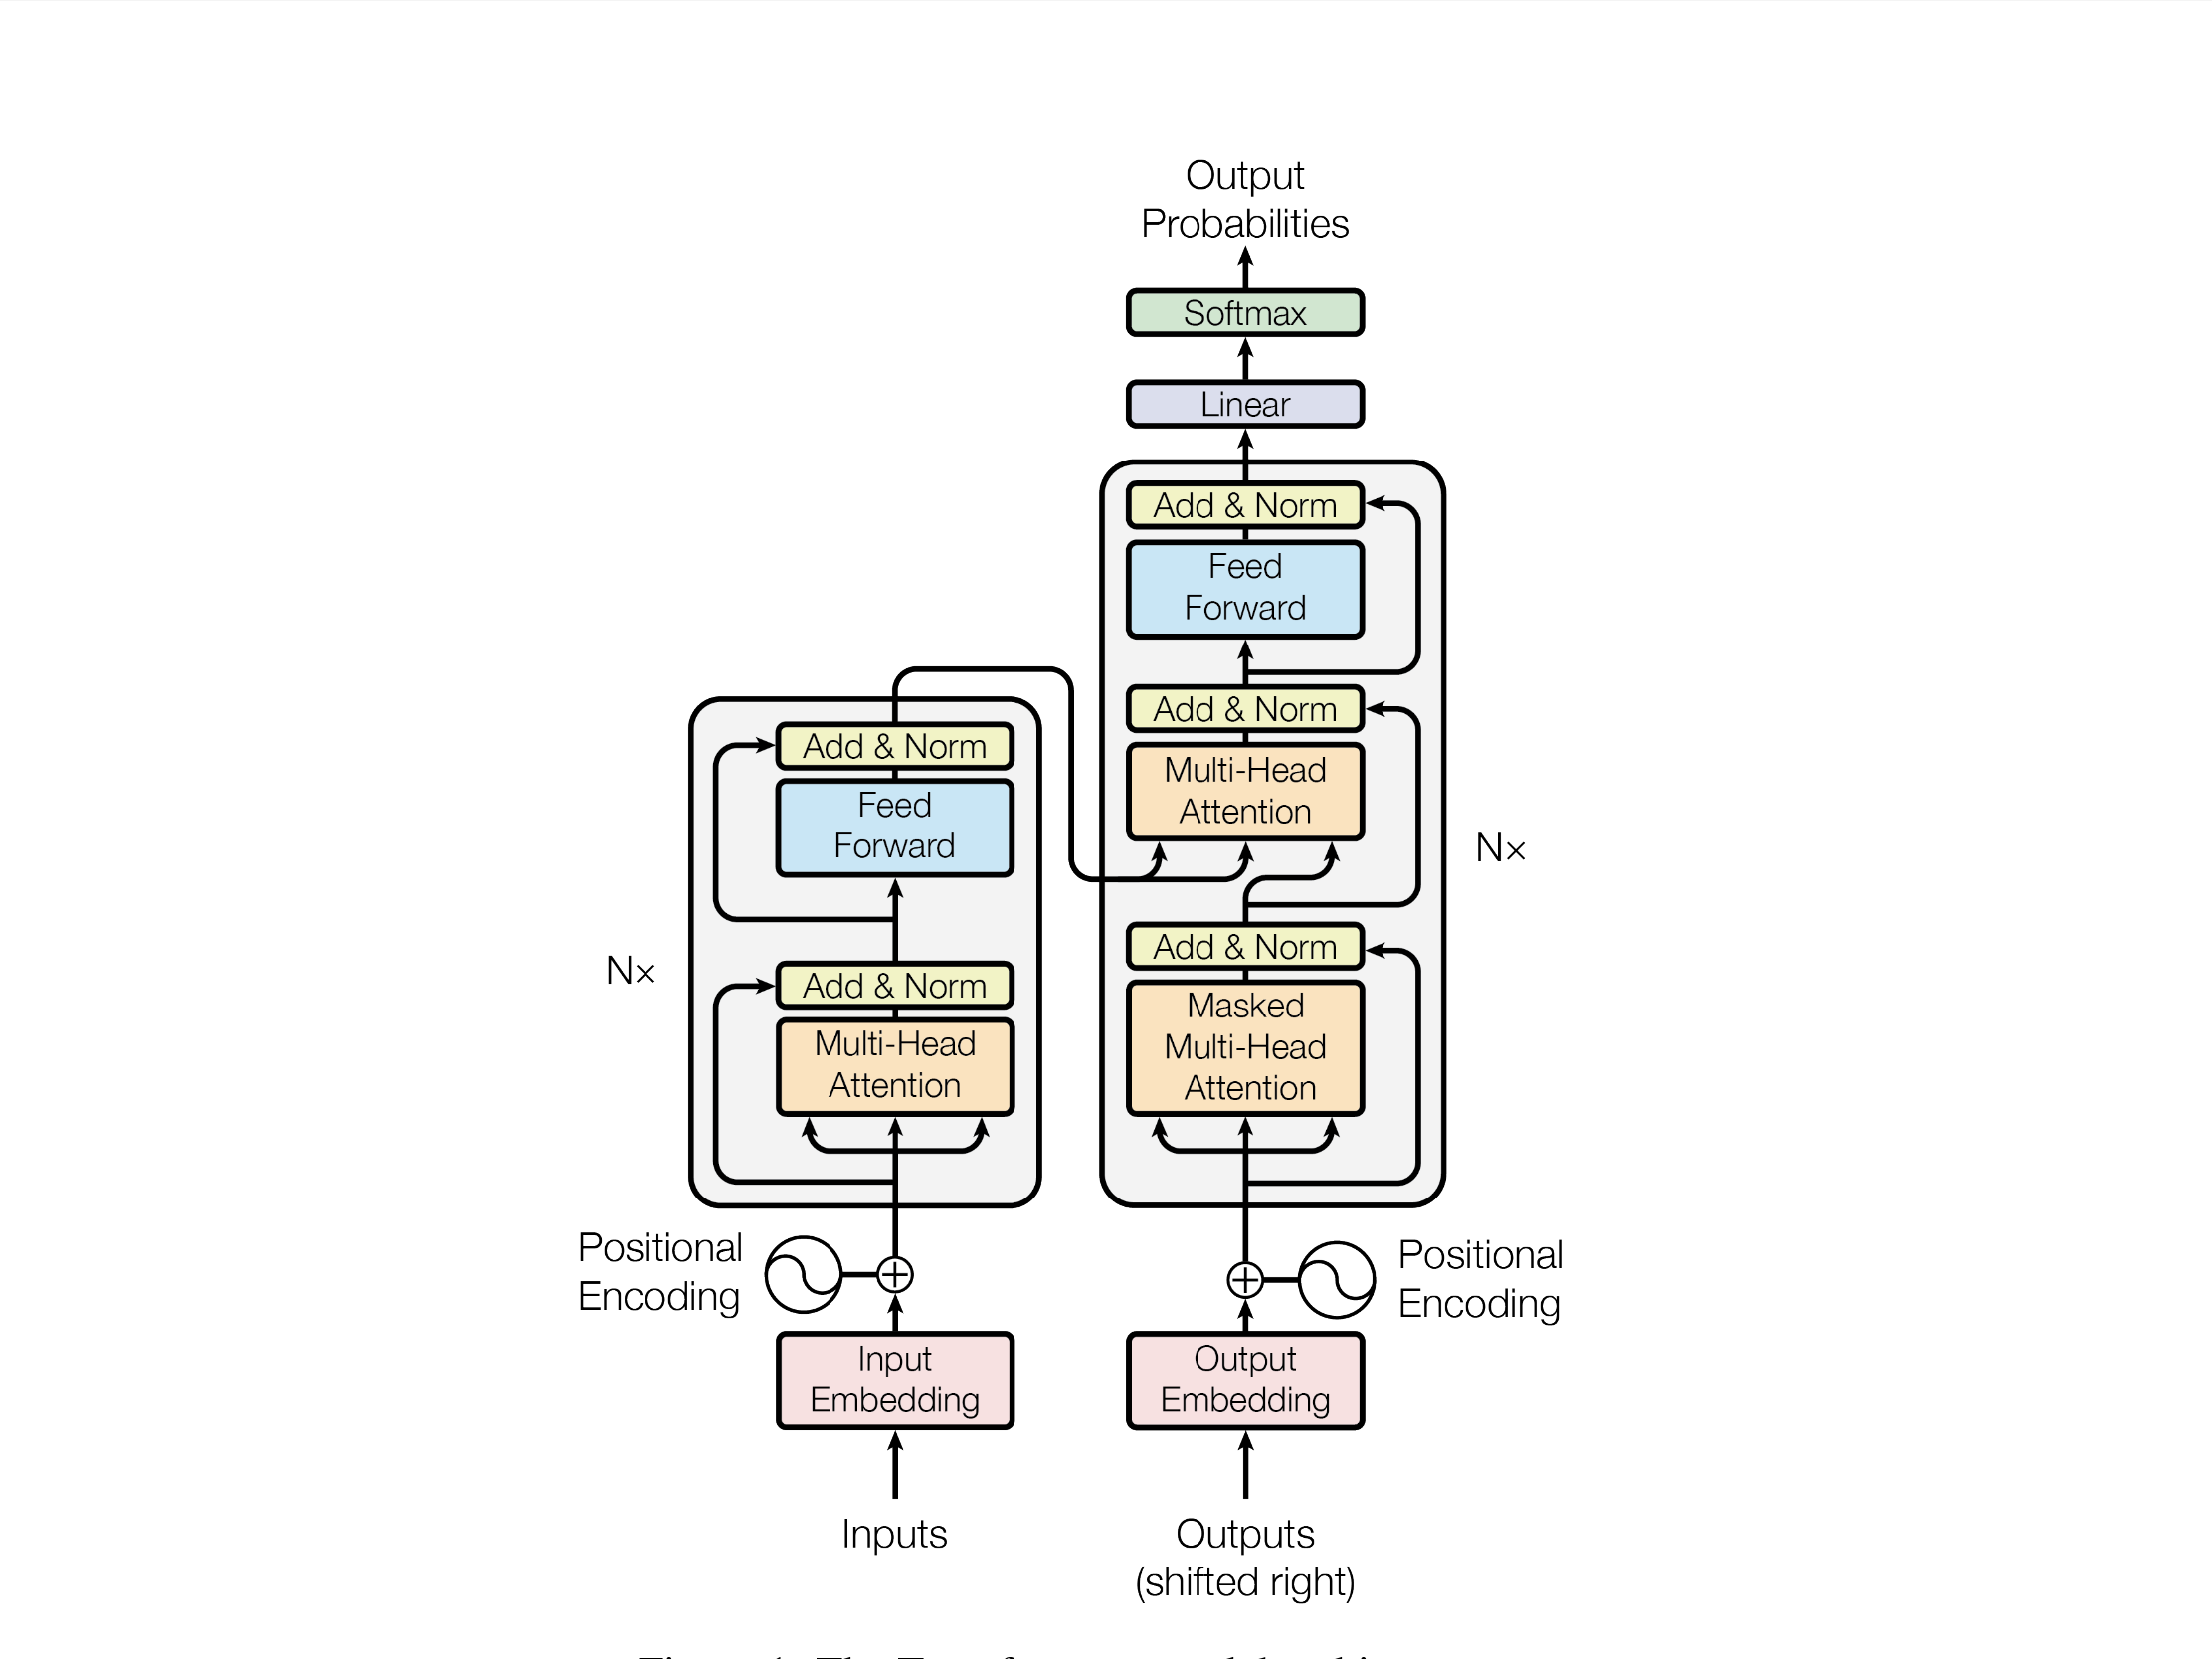 Output
Probabilities
Softmax
Linear
Add & Norm
Feed
Forward
Add & Norm
Multi-Head
Attention
Nx
Add & Norm
Masked
Multi-Head
Attention
Add & Norm
Feed
Forward
Nx
Add & Norm
Multi-Head
Attention
Positional
Encoding
Positional
Encoding
Input
Embedding
Output
Embedding
Inputs
Outputs
(shifted right)